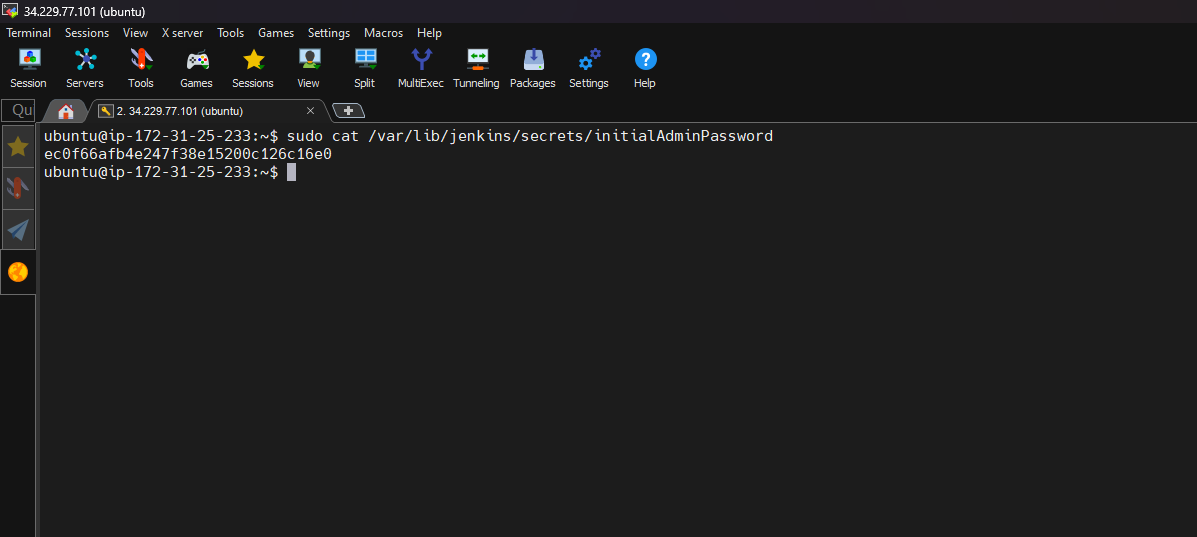 34.229.77.101 (ubuntu)
Terminal Sessions View X server Tools Games Settings Macros Help
Session Servers Tools Games Sessions View Split MultiExec Tunneling Packages Settings Help
Qu
2. 34.229.77.101 (ubuntu)
ubuntu@ip-172-31-25-233:~$ sudo cat /var/lib/jenkins/secrets/initialAdminPassword
ec0f66afb4e247f38e15200c126c16e0
ubuntu@ip-172-31-25-233:~$